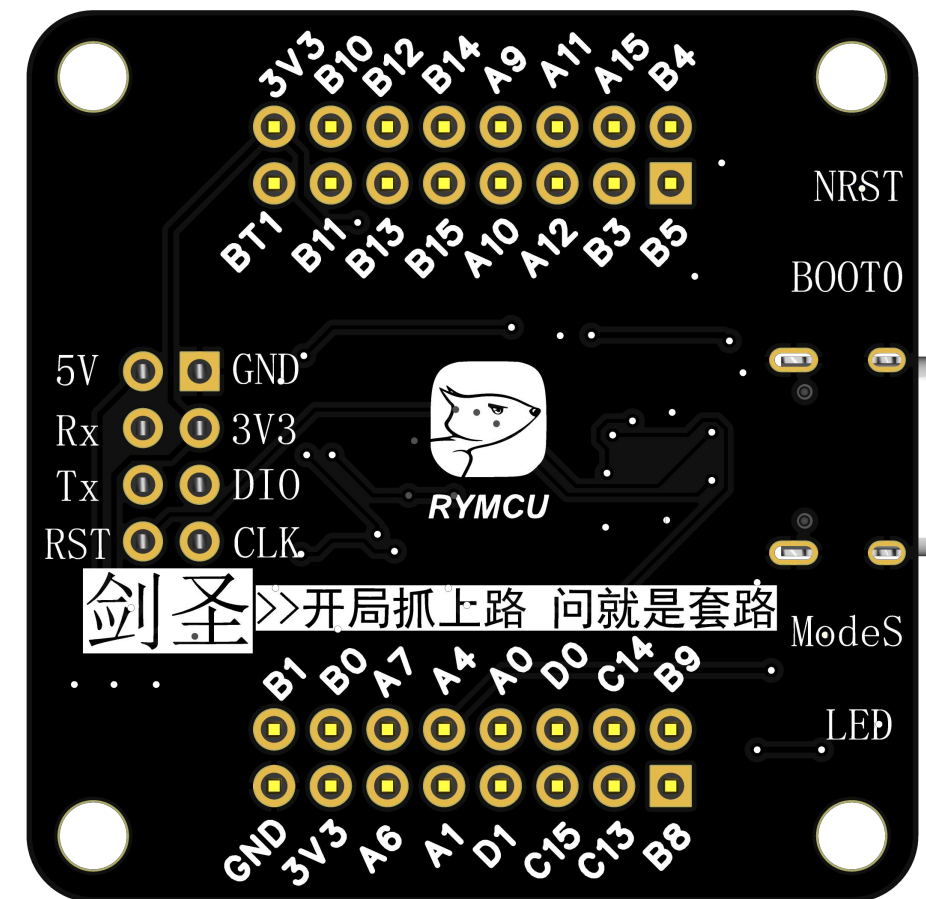 3V3 B10 B12 B14 A9 A11 A15 B4
BT1 B11 B13 B15 A10 A12 B3 B5
NRST
BOOT0
5V GND
Rx 3V3
Tx DIO
RST CLK
RYMCU
剑圣>>开局抓上路 问就是套路
ModeS
B1 B0 A7 A4 A0 D0 C14 B9
LED
GND 3V3 A6 A1 D1 C15 C13 B8